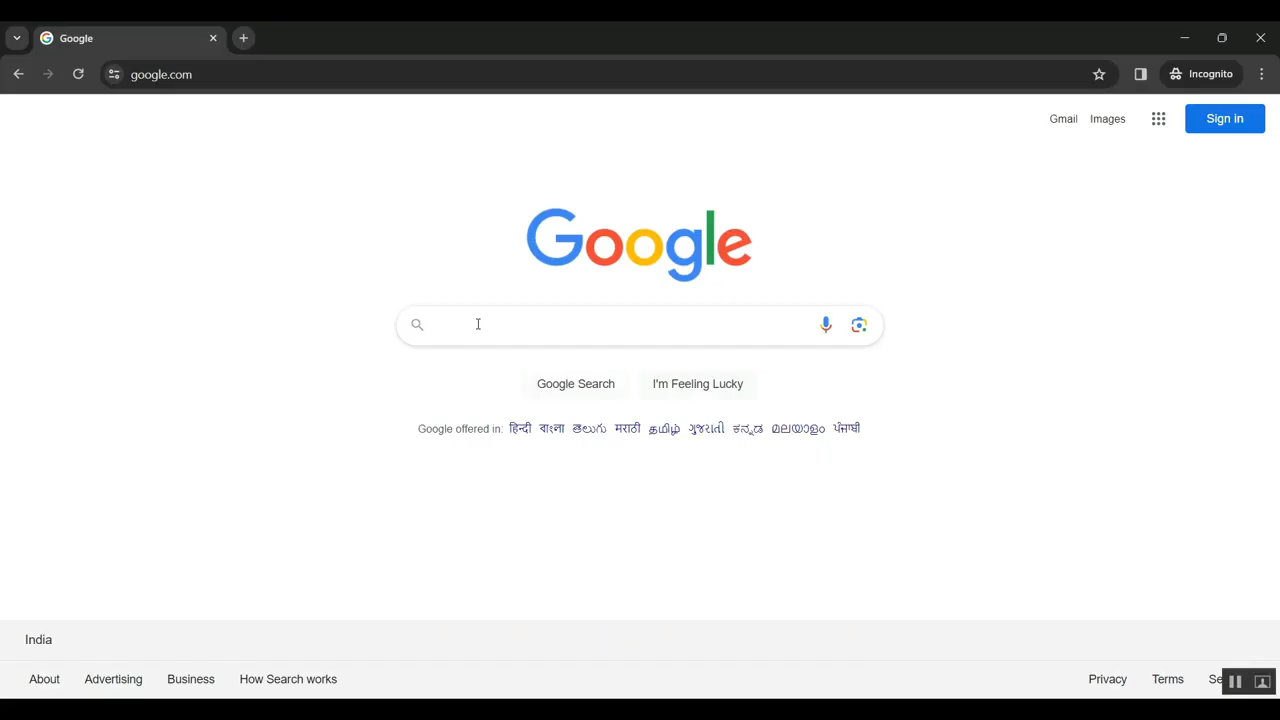 Google
google.com
Incognito
Gmail Images Sign in
Google
Google Search I'm Feeling Lucky
Google offered in: हिन्दी বাংলা తెలుగు मराठी தமிழ் ગુજરાતી ಕನ್ನಡ മലയാളം ਪੰਜਾਬੀ
India
About Advertising Business How Search works Privacy Terms Se